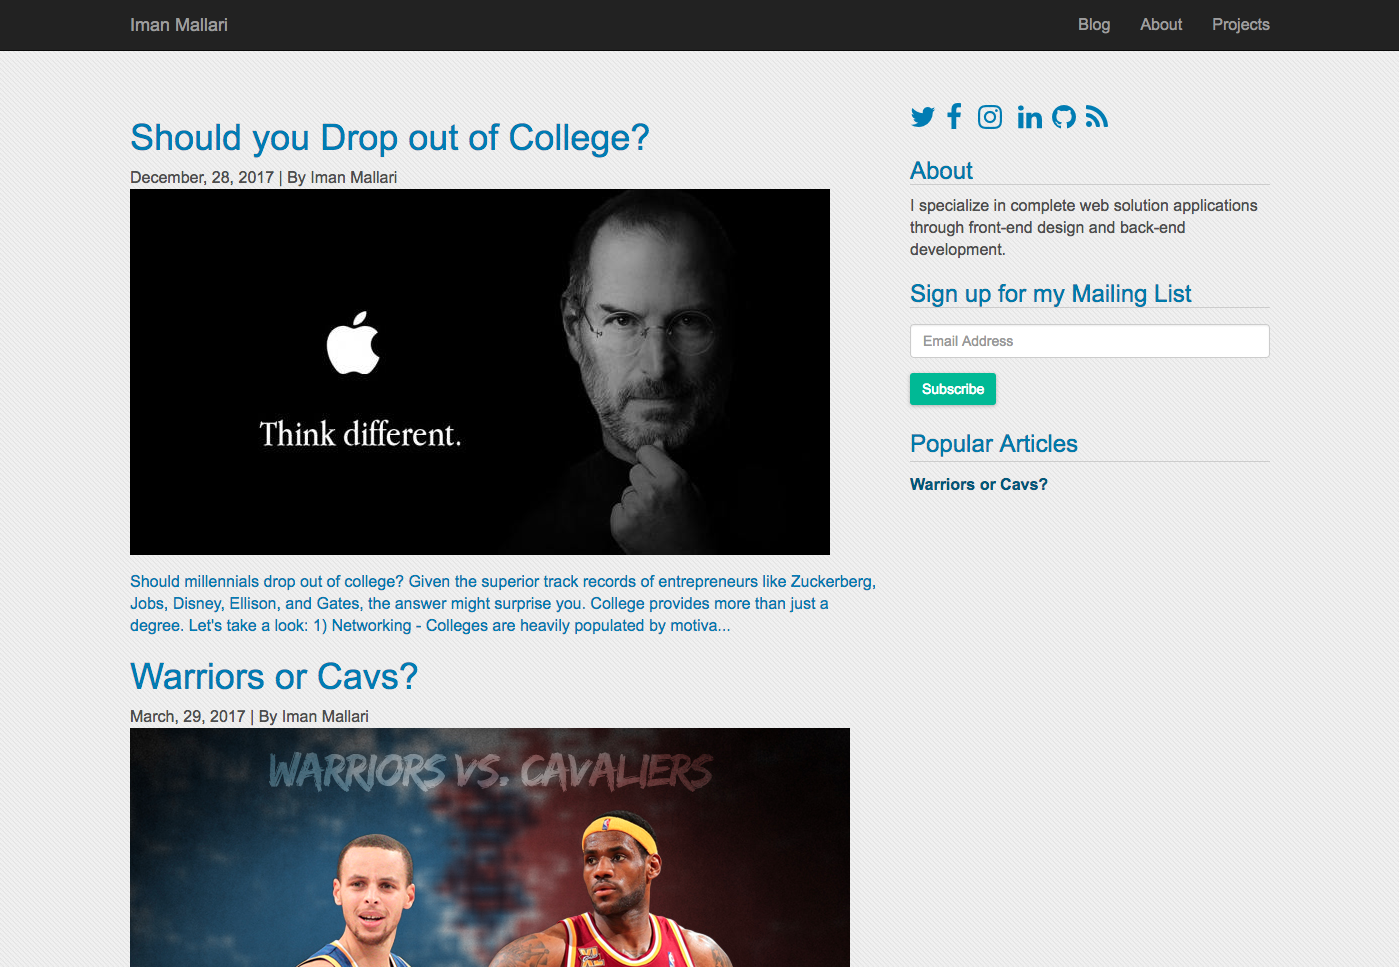 Iman Mallari
Blog
About
Projects
Should you Drop out of College?
December, 28, 2017 | By Iman Mallari
Think different.
Should millennials drop out of college? Given the superior track records of entrepreneurs like Zuckerberg,
Jobs, Disney, Ellison, and Gates, the answer might surprise you. College provides more than just a
degree. Let's take a look: 1) Networking - Colleges are heavily populated by motiva...
Warriors or Cavs?
March, 29, 2017 | By Iman Mallari
WARRIORS VS. CAVALIERS
About
I specialize in complete web solution applications
through front-end design and back-end
development.
Sign up for my Mailing List
Email Address
Subscribe
Popular Articles
Warriors or Cavs?